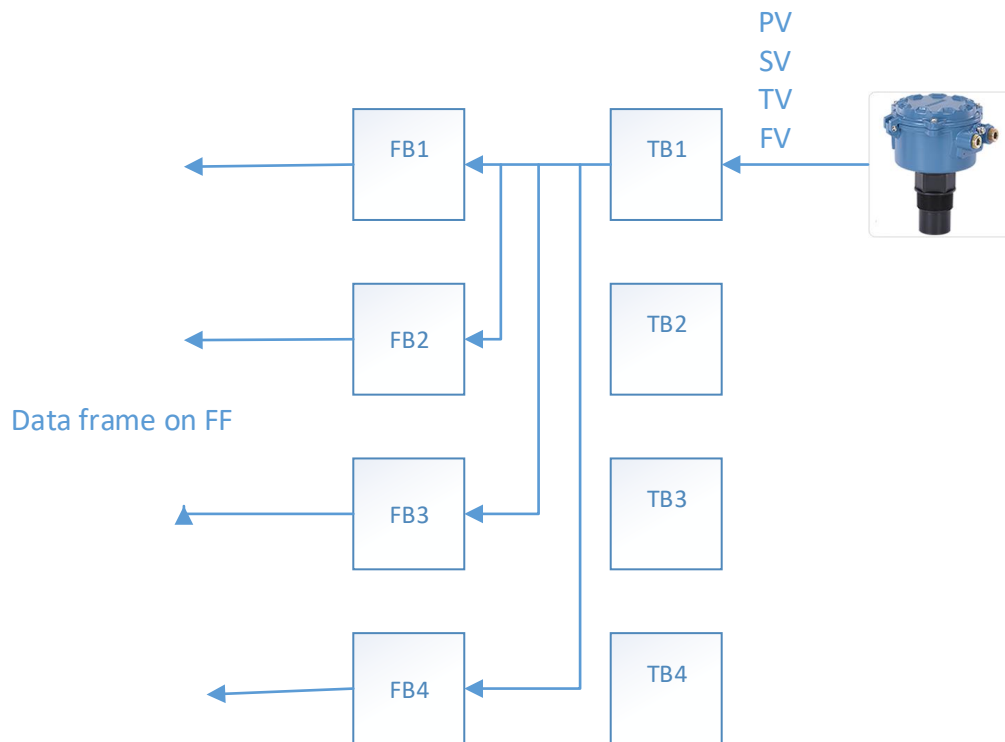 PV
SV
TV
FV
FB1
TB1
FB2
TB2
Data frame on FF
FB3
TB3
FB4
TB4